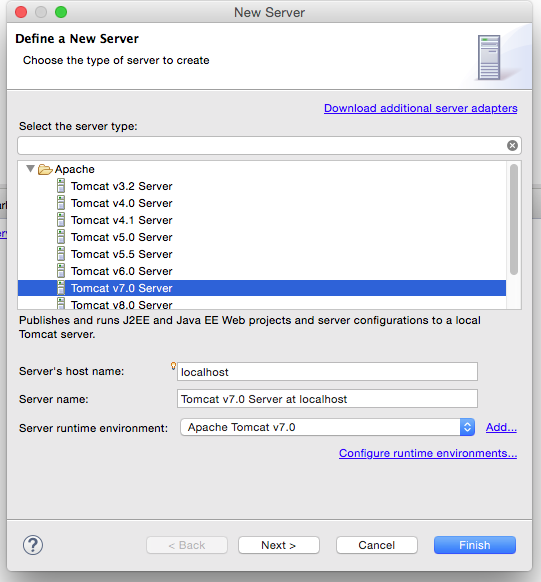 New Server
Define a New Server
Choose the type of server to create
Download additional server adapters
Select the server type:
Apache
Tomcat v3.2 Server
Tomcat v4.0 Server
Tomcat v4.1 Server
Tomcat v5.0 Server
Tomcat v5.5 Server
Tomcat v6.0 Server
Tomcat v7.0 Server
Tomcat v8.0 Server
Publishes and runs J2EE and Java EE Web projects and server configurations to a local
Tomcat server.
Server's host name: localhost
Server name: Tomcat v7.0 Server at localhost
Server runtime environment: Apache Tomcat v7.0 Add...
Configure runtime environments...
? < Back Next > Cancel Finish